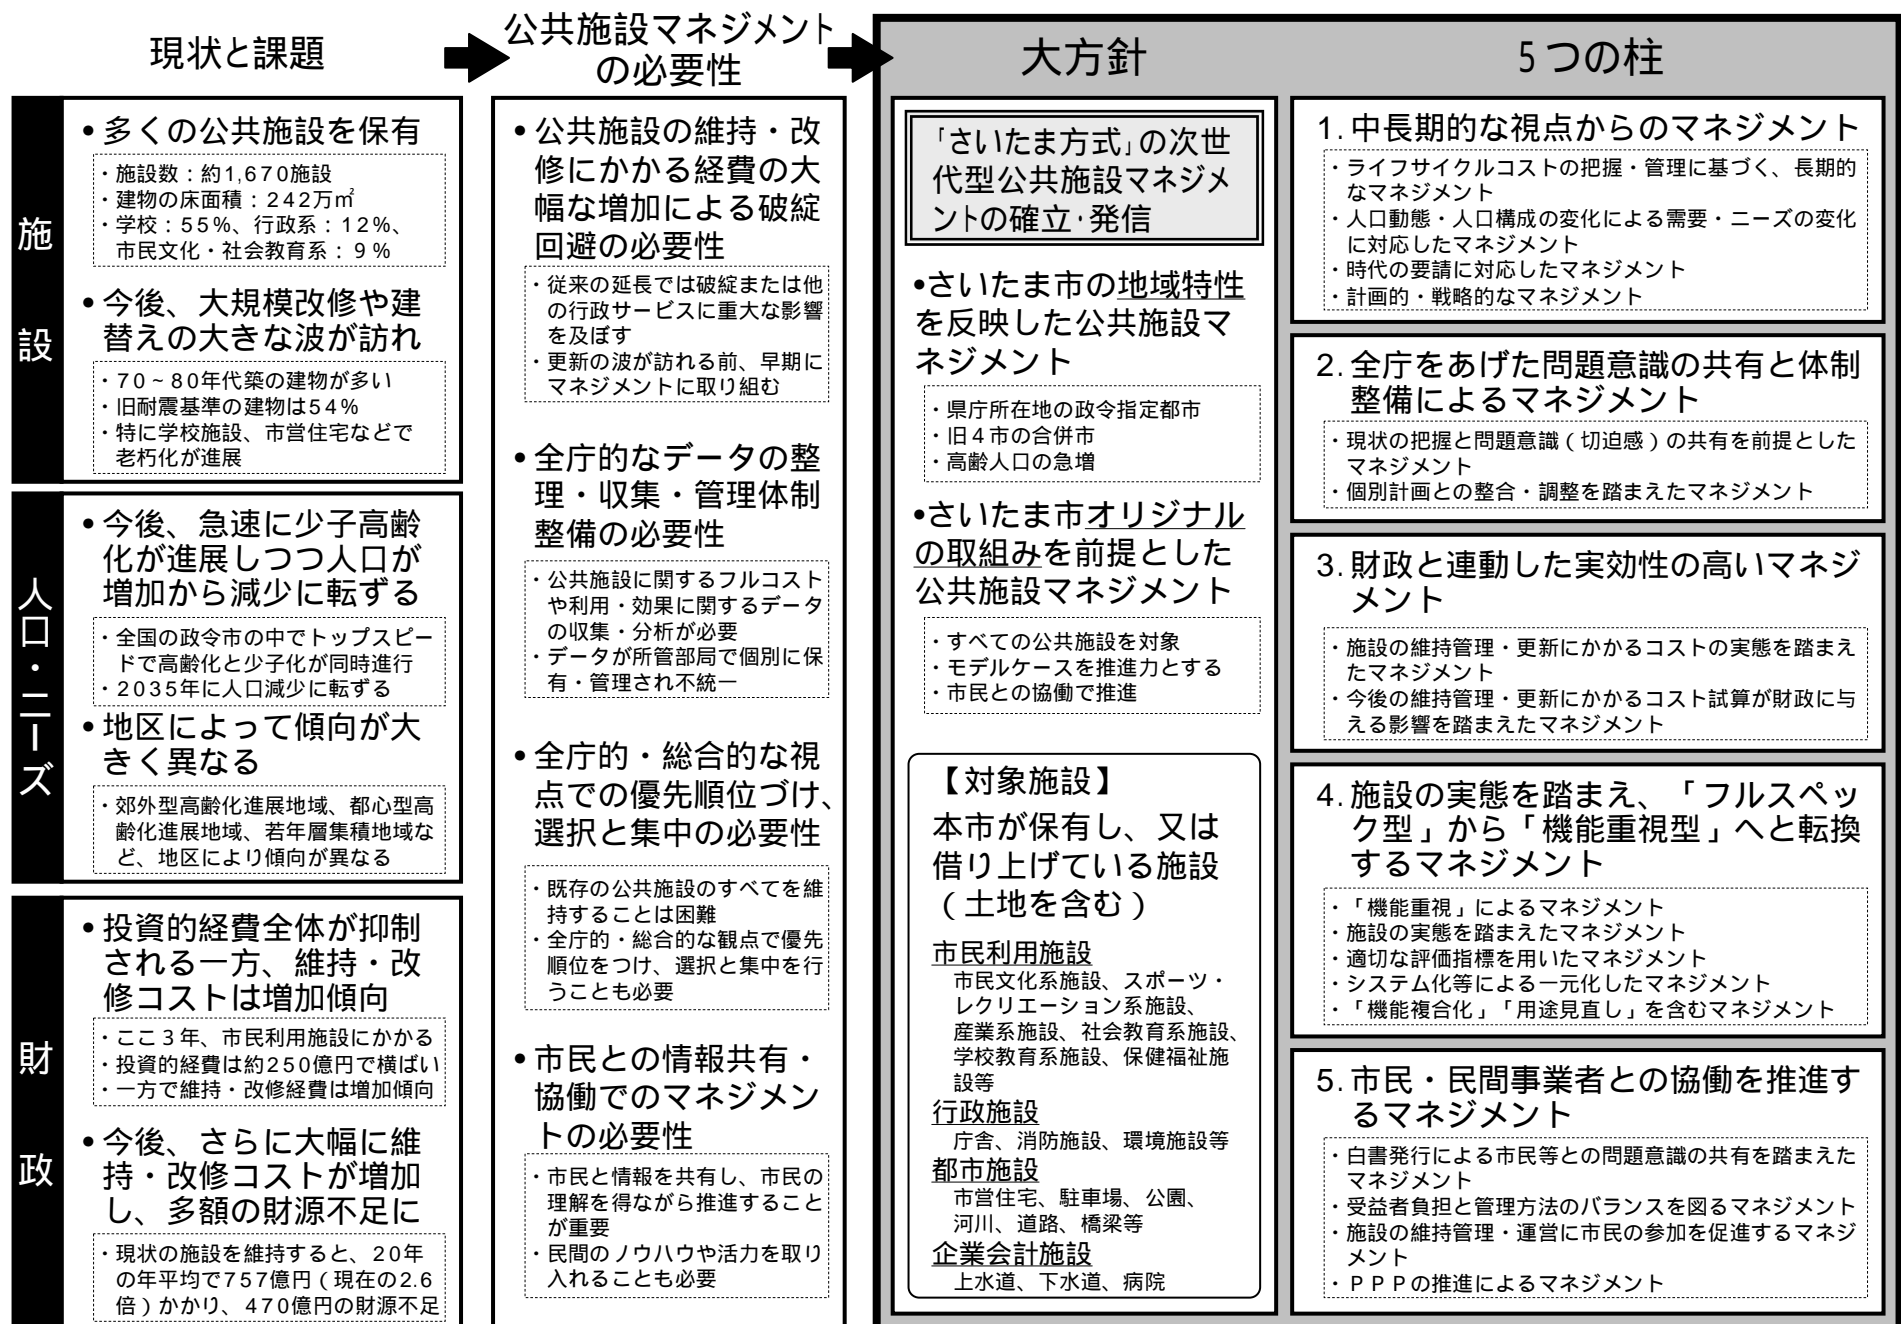 現状と課題
公共施設マネジメント
の必要性
大方針
5つの柱
施設
• 多くの公共施設を保有
・施設数：約1,670施設
・建物の床面積：242万㎡
・学校：55%、行政系：12%、
市民文化・社会教育系：9%
• 今後、大規模改修や建
替えの大きな波が訪れ
・70~80年代築の建物が多い
・旧耐震基準の建物は54%
・特に学校施設、市営住宅などで
老朽化が進展
人口・ニーズ
• 今後、急速に少子高齢
化が進展しつつ人口が
増加から減少に転ずる
・全国の政令市の中でトップスピー
ドで高齢化と少子化が同時進行
・2035年に人口減少に転ずる
• 地区によって傾向が大
きく異なる
・郊外型高齢化進展地域、都心型高
齢化進展地域、若年層集積地域な
ど、地区により傾向が異なる
財政
• 投資的経費全体が抑制
される一方、維持・改
修コストは増加傾向
・ここ3年、市民利用施設にかかる
・投資的経費は約250億円で横ばい
・一方で維持・改修経費は増加傾向
• 今後、さらに大幅に維
持・改修コストが増加
し、多額の財源不足に
・現状の施設を維持すると、20年
の年平均で757億円（現在の2.6
倍）かかり、470億円の財源不足
• 公共施設の維持・改
修にかかる経費の大
幅な増加による破綻
回避の必要性
・従来の延長では破綻または他
の行政サービスに重大な影響
を及ぼす
・更新の波が訪れる前、早期に
マネジメントに取り組む
• 全庁的なデータの整
理・収集・管理体制
整備の必要性
・公共施設に関するフルコスト
や利用・効果に関するデータ
の収集・分析が必要
・データが所管部局で個別に保
有・管理され不統一
• 全庁的・総合的な視
点での優先順位づけ、
選択と集中の必要性
・既存の公共施設のすべてを維
持することは困難
・全庁的・総合的な観点で優先
順位をつけ、選択と集中を行
うことも必要
• 市民との情報共有・
協働でのマネジメン
トの必要性
・市民と情報を共有し、市民の
理解を得ながら推進すること
が重要
・民間のノウハウや活力を取り
入れることも必要
「さいたま方式」の次世
代型公共施設マネジメ
ントの確立・発信
•さいたま市の地域特性
を反映した公共施設マ
ネジメント
・県庁所在地の政令指定都市
・旧4市の合併市
・高齢人口の急増
•さいたま市オリジナル
の取組みを前提とした
公共施設マネジメント
・すべての公共施設を対象
・モデルケースを推進力とする
・市民との協働で推進
【対象施設】
本市が保有し、又は
借り上げている施設
（土地を含む）
市民利用施設
市民文化系施設、スポーツ・
レクリエーション系施設、
産業系施設、社会教育系施設、
学校教育系施設、保健福祉施
設等
行政施設
庁舎、消防施設、環境施設等
都市施設
市営住宅、駐車場、公園、
河川、道路、橋梁等
企業会計施設
上水道、下水道、病院
1. 中長期的な視点からのマネジメント
・ライフサイクルコストの把握・管理に基づく、長期的
なマネジメント
・人口動態・人口構成の変化による需要・ニーズの変化
に対応したマネジメント
・時代の要請に対応したマネジメント
・計画的・戦略的なマネジメント
2. 全庁をあげた問題意識の共有と体制
整備によるマネジメント
・現状の把握と問題意識（切迫感）の共有を前提とした
マネジメント
・個別計画との整合・調整を踏まえたマネジメント
3. 財政と連動した実効性の高いマネジ
メント
・施設の維持管理・更新にかかるコストの実態を踏まえ
たマネジメント
・今後の維持管理・更新にかかるコスト試算が財政に与
える影響を踏まえたマネジメント
4. 施設の実態を踏まえ、「フルスペッ
ク型」から「機能重視型」へと転換
するマネジメント
・「機能重視」によるマネジメント
・施設の実態を踏まえたマネジメント
・適切な評価指標を用いたマネジメント
・システム化等による一元化したマネジメント
・「機能複合化」「用途見直し」を含むマネジメント
5. 市民・民間事業者との協働を推進す
るマネジメント
・白書発行による市民等との問題意識の共有を踏まえた
マネジメント
・受益者負担と管理方法のバランスを図るマネジメント
・施設の維持管理・運営に市民の参加を促進するマネジ
メント
・PPPの推進によるマネジメント